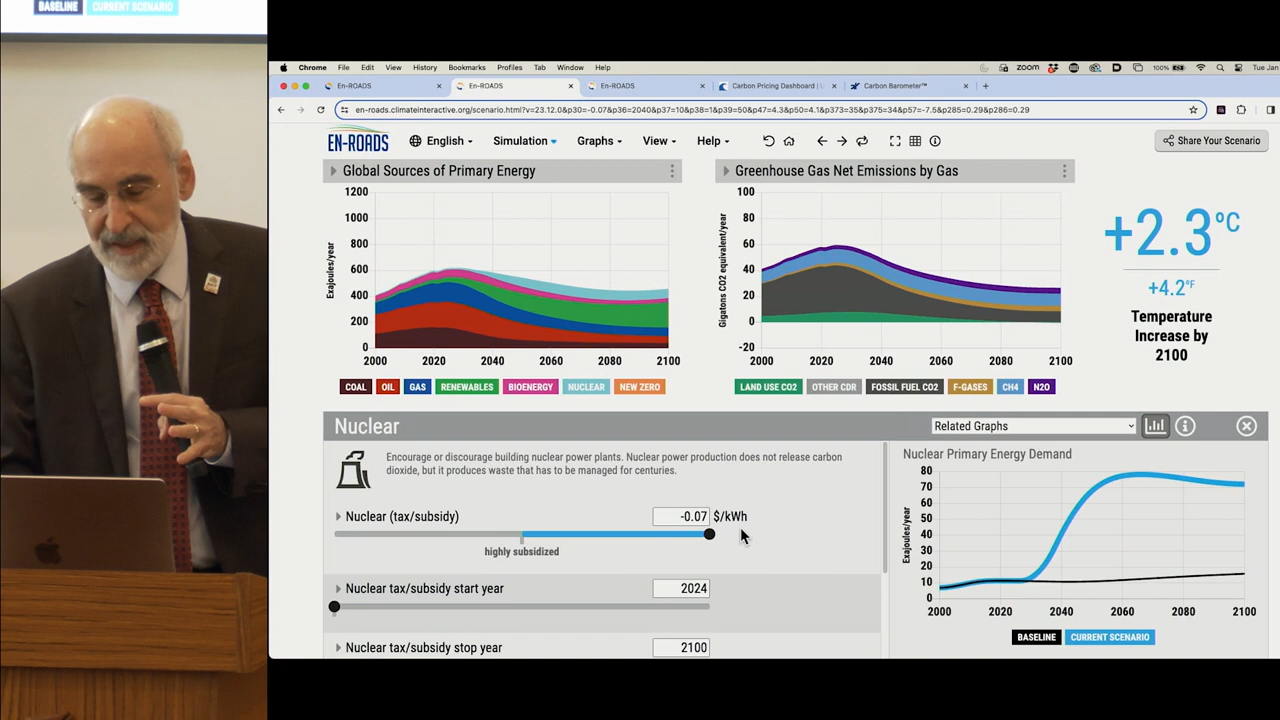 BASELINE CURRENT SCENARIO
Chrome File Edit View History Bookmarks Profiles Tab Window Help zoom 100% Tue Jan
En-ROADS En-ROADS En-ROADS Carbon Pricing Dashboard | Carbon Barometer™
en-roads.climateinteractive.org/scenario.html?v=23.12.0&p30=-0.07&p36=2040&p37=10&p38=1&p39=50&p47=4.3&p50=4.1&p373=35&p375=34&p57=-7.5&p285=0.29&p286=0.29
EN-ROADS English Simulation Graphs View Help Share Your Scenario
Global Sources of Primary Energy
Exajoules/year
1200
1000
800
600
400
200
0
2000 2020 2040 2060 2080 2100
COAL OIL GAS RENEWABLES BIOENERGY NUCLEAR NEW ZERO
Greenhouse Gas Net Emissions by Gas
Gigatons CO2 equivalent/year
100
80
60
40
20
0
-20
2000 2020 2040 2060 2080 2100
LAND USE CO2 OTHER CDR FOSSIL FUEL CO2 F-GASES CH4 N2O
+2.3°C
+4.2°F
Temperature
Increase by
2100
Nuclear
Related Graphs
Encourage or discourage building nuclear power plants. Nuclear power production does not release carbon
dioxide, but it produces waste that has to be managed for centuries.
Nuclear (tax/subsidy) -0.07 $/kWh
highly subsidized
Nuclear tax/subsidy start year 2024
Nuclear tax/subsidy stop year 2100
Nuclear Primary Energy Demand
Exajoules/year
80
70
60
50
40
30
20
10
0
2000 2020 2040 2060 2080 2100
BASELINE CURRENT SCENARIO